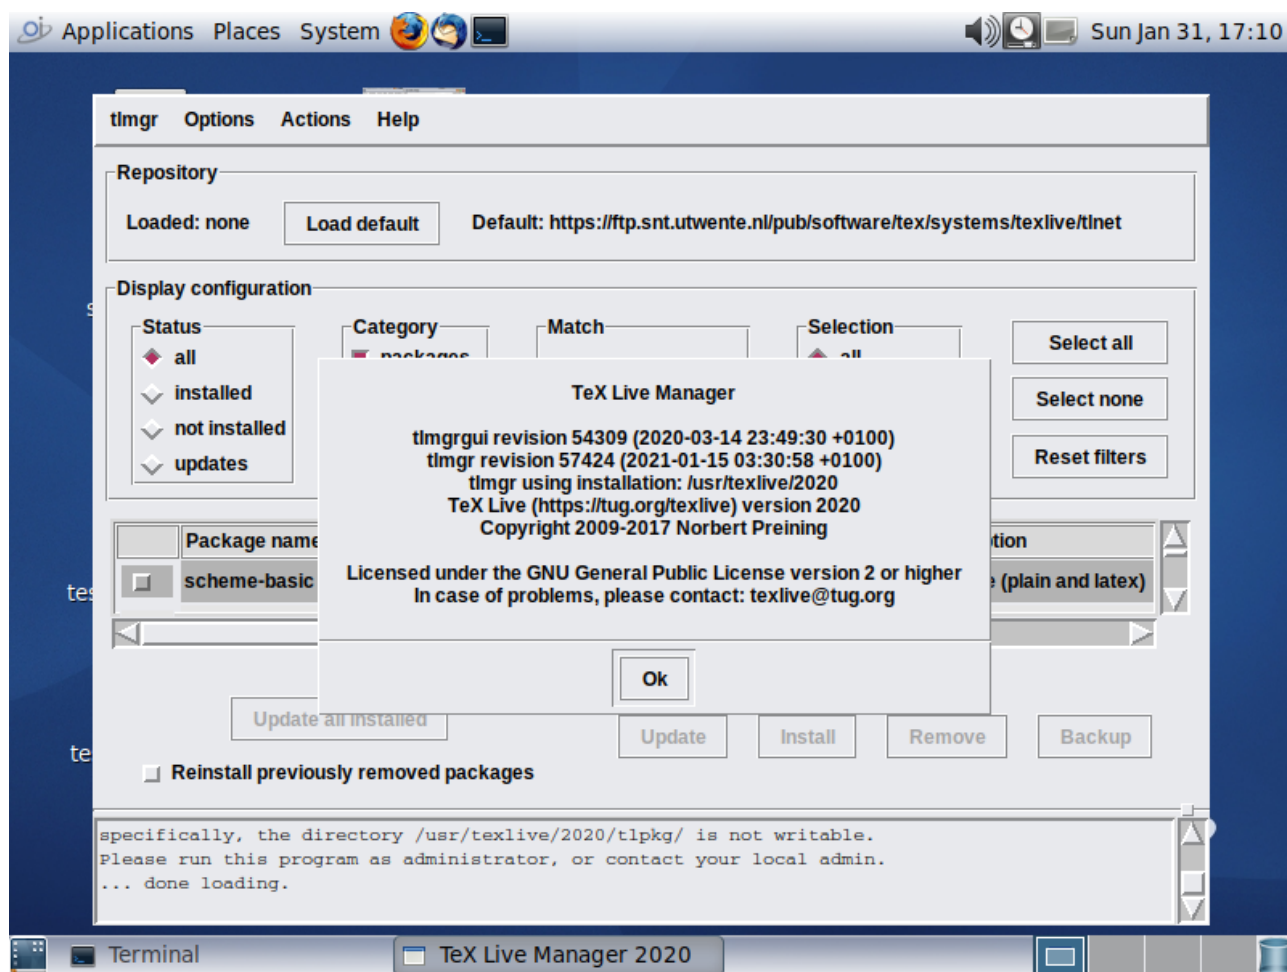 Applications Places System Sun Jan 31, 17:10
tlmgr Options Actions Help
Repository
Loaded: none Load default Default: https://ftp.snt.utwente.nl/pub/software/tex/systems/texlive/tlnet
Display configuration
Status Category Match Selection
all packages all Select all
installed Select none
not installed
updates Reset filters
TeX Live Manager
tlmgrgui revision 54309 (2020-03-14 23:49:30 +0100)
tlmgr revision 57424 (2021-01-15 03:30:58 +0100)
tlmgr using installation: /usr/texlive/2020
TeX Live (https://tug.org/texlive) version 2020
Copyright 2009-2017 Norbert Preining
Licensed under the GNU General Public License version 2 or higher
In case of problems, please contact: texlive@tug.org
Ok
Package name
scheme-basic (plain and latex)
Update all installed
Update Install Remove Backup
Reinstall previously removed packages
specifically, the directory /usr/texlive/2020/tlpkg/ is not writable.
Please run this program as administrator, or contact your local admin.
... done loading.
Terminal TeX Live Manager 2020